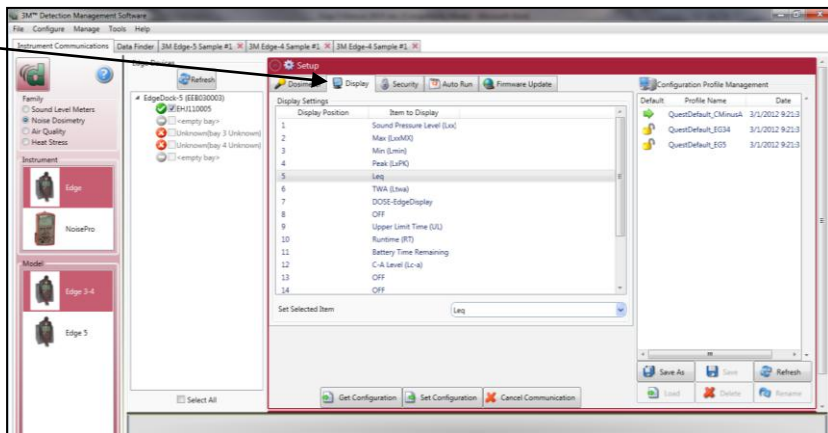 3M™ Detection Management Software
File Configure Manage Tools Help
Instrument Communications Data Finder 3M Edge-5 Sample #1 3M Edge-4 Sample #1 3M Edge-4 Sample #1
Edge Devices
Refresh
EdgeDock-5 (EEB030003)
EHJ110005
<empty bay>
Unknown(bay 3 Unknown)
Unknown(bay 4 Unknown)
<empty bay>
Select All
Family
Sound Level Meters
Noise Dosimetry
Air Quality
Heat Stress
Instrument
Edge
NoisePro
Model
Edge 3-4
Edge 5
Setup
Display Security Auto Run Firmware Update
Display Settings
Display Position Item to Display
1 Sound Pressure Level (Lxx)
2 Max (LxxMX)
3 Min (Lmin)
4 Peak (LxPK)
5 Leq
6 TWA (Ltwa)
7 DOSE-EdgeDisplay
8 OFF
9 Upper Limit Time (UL)
10 Runtime (RT)
11 Battery Time Remaining
12 C-A Level (Lc-a)
13 OFF
14 OFF
Set Selected Item Leq
Get Configuration Set Configuration Cancel Communication
Configuration Profile Management
Default Profile Name Date
QuestDefault_CMinusA 3/1/2012 9:21:3
QuestDefault_EG34 3/1/2012 9:21:3
QuestDefault_EG5 3/1/2012 9:21:3
Save As Save Refresh
Load Delete Rename